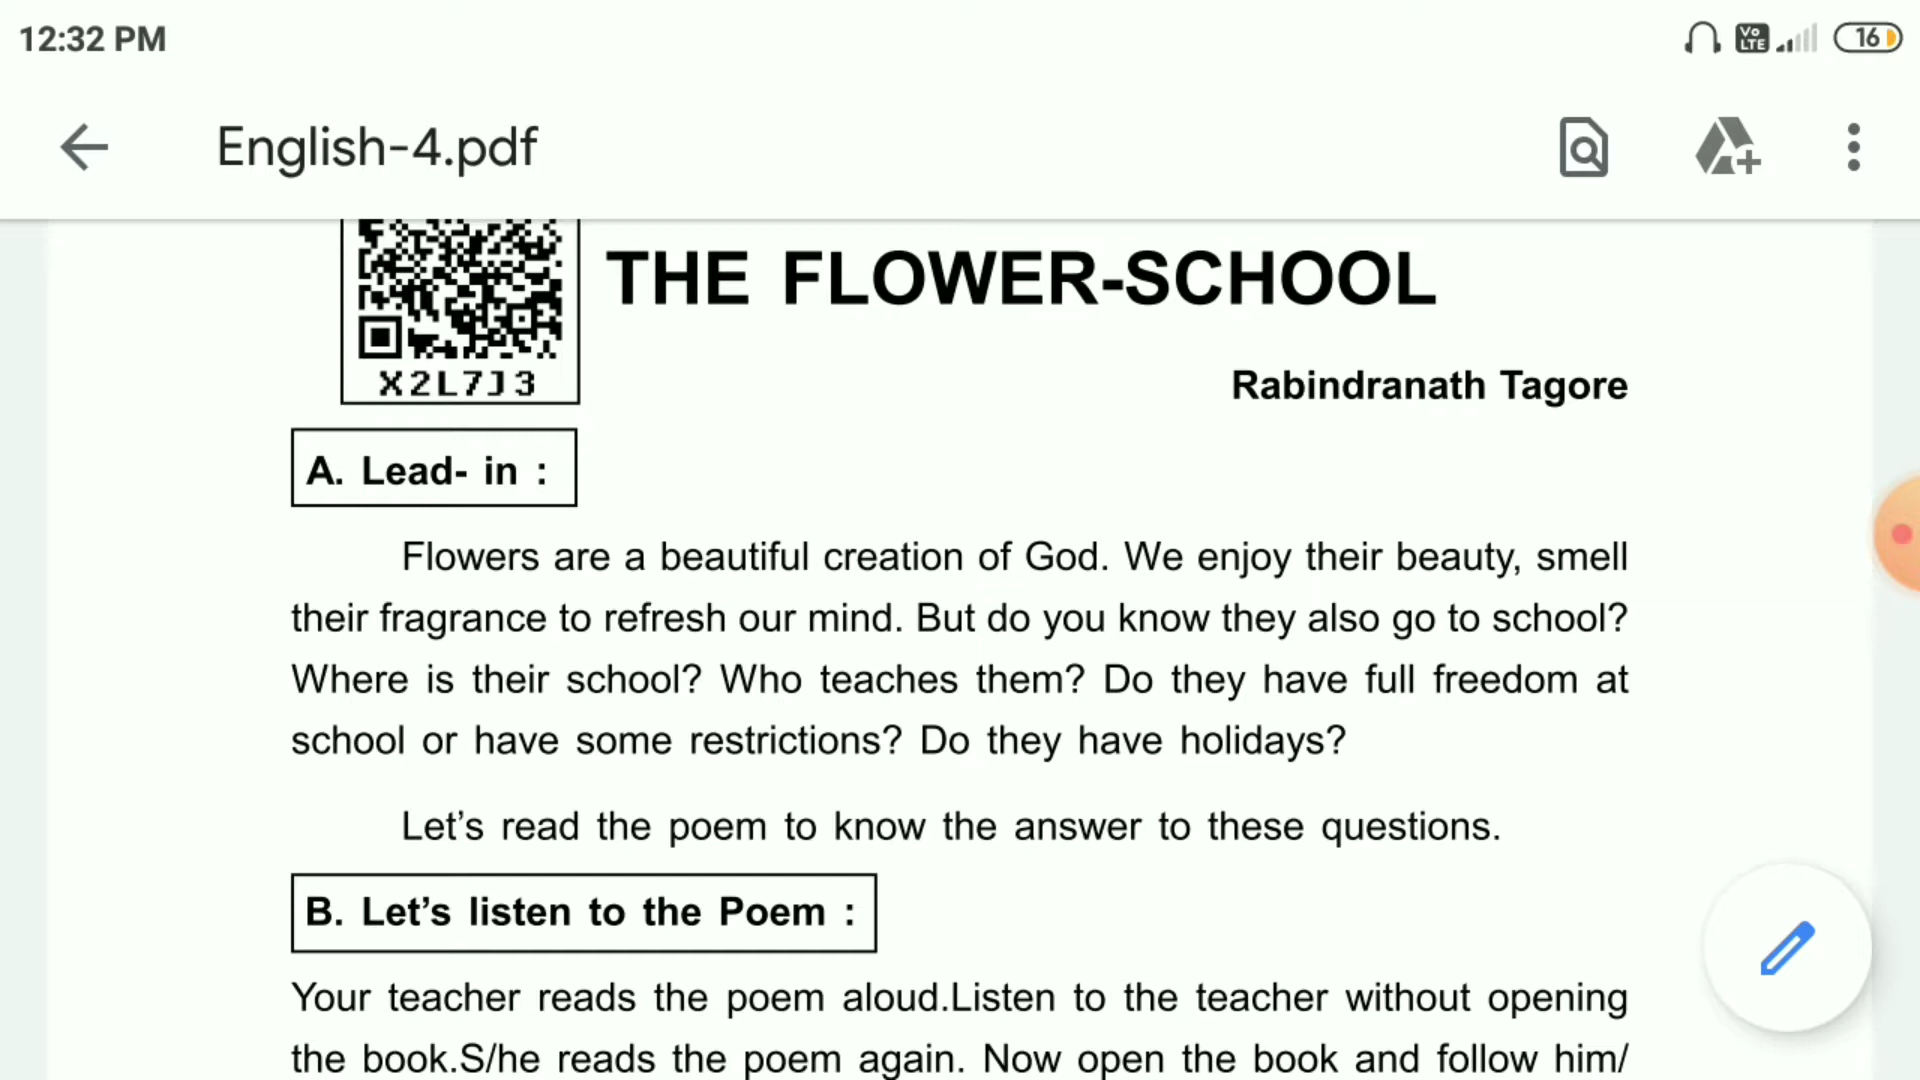 12:32 PM
Vo LTE
16
English-4.pdf
THE FLOWER-SCHOOL
X2L7J3
Rabindranath Tagore
A. Lead- in :
Flowers are a beautiful creation of God. We enjoy their beauty, smell
their fragrance to refresh our mind. But do you know they also go to school?
Where is their school? Who teaches them? Do they have full freedom at
school or have some restrictions? Do they have holidays?
Let’s read the poem to know the answer to these questions.
B. Let’s listen to the Poem :
Your teacher reads the poem aloud.Listen to the teacher without opening
the book.S/he reads the poem again. Now open the book and follow him/